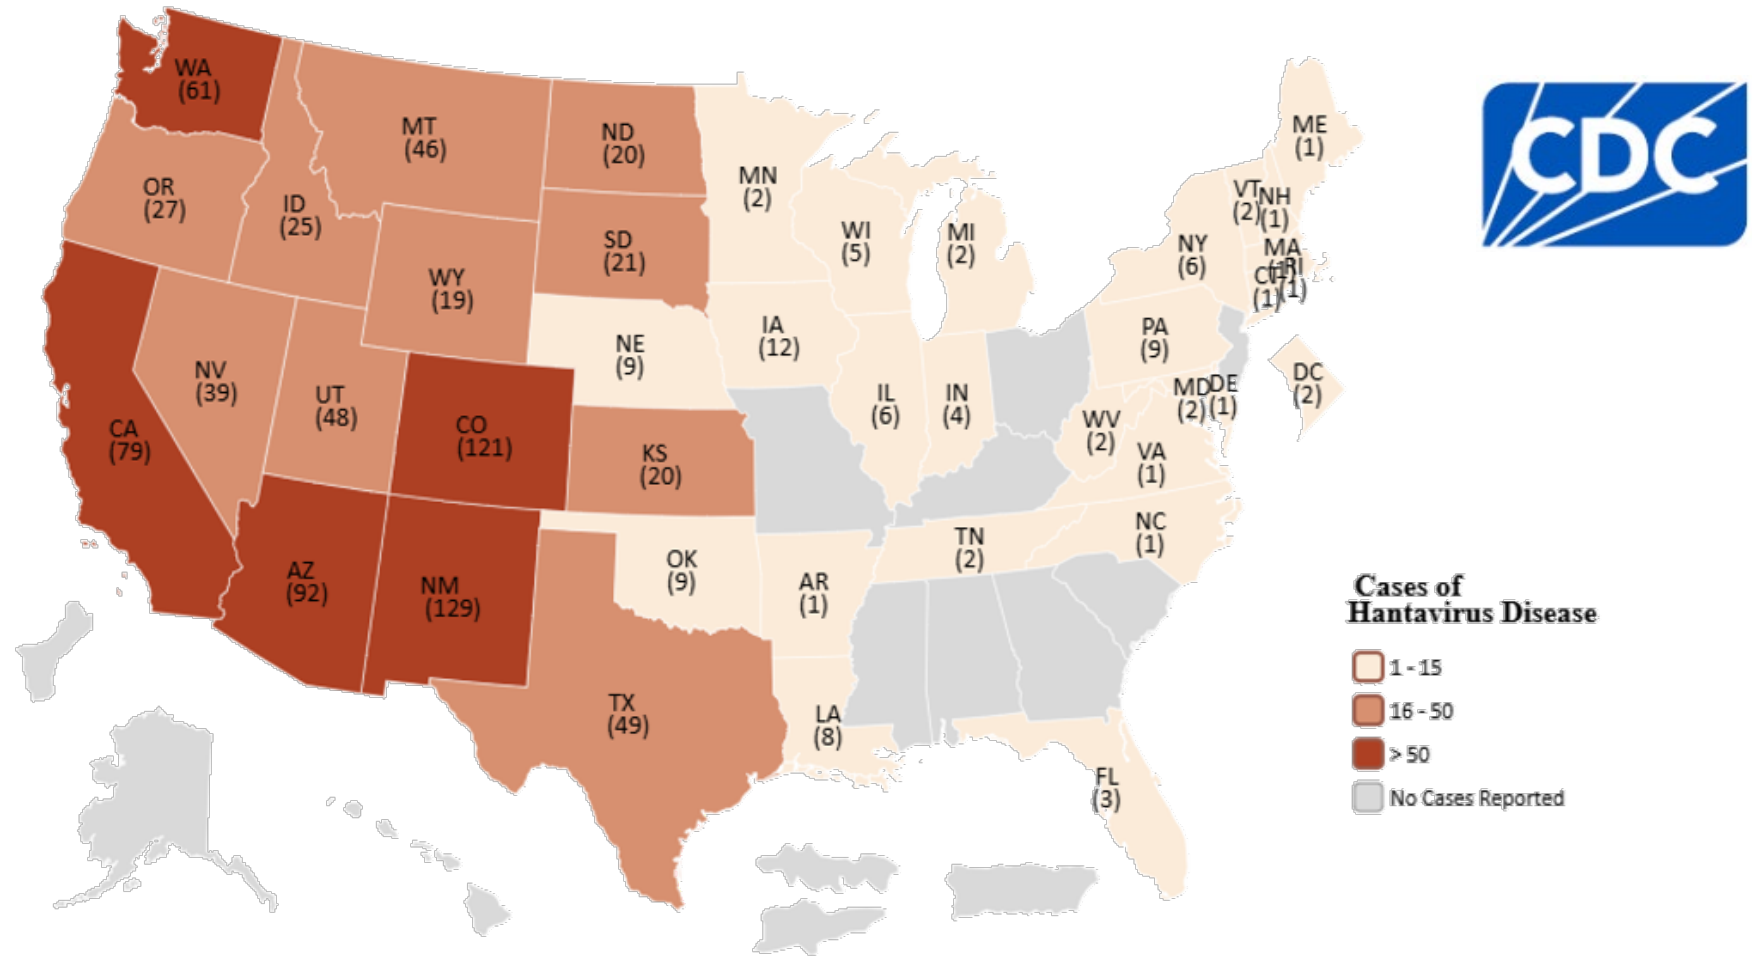 WA
(61)
MT
(46)
ND
(20)
MN
(2)
ME
(1)
CDC
OR
(27)
ID
(25)
SD
(21)
WI
(5)
MI
(2)
VT
(2)
NH
(1)
NY
(6)
MA
(1)
RI
(1)
CT
(1)
WY
(19)
NE
(9)
IA
(12)
PA
(9)
NV
(39)
UT
(48)
CO
(121)
IL
(6)
IN
(4)
MD
(2)
DE
(1)
DC
(2)
CA
(79)
KS
(20)
WV
(2)
VA
(1)
AZ
(92)
NM
(129)
OK
(9)
AR
(1)
TN
(2)
NC
(1)
TX
(49)
LA
(8)
FL
(3)
Cases of
Hantavirus Disease
1 - 15
16 - 50
> 50
No Cases Reported